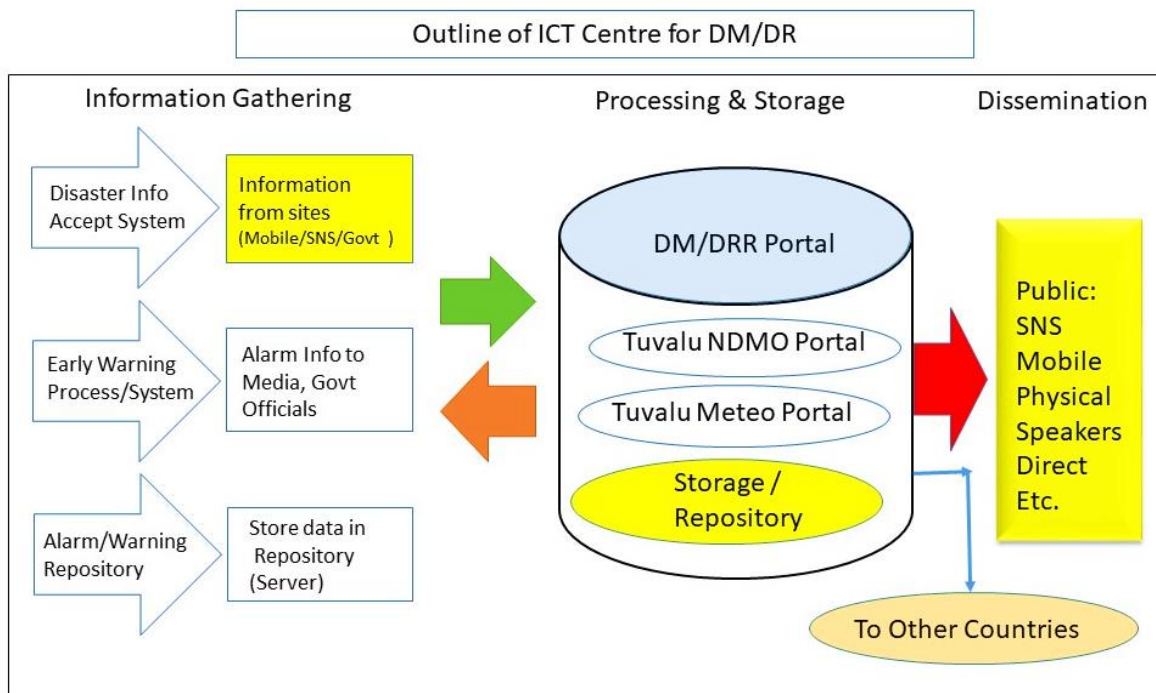 Outline of ICT Centre for DM/DR
Information Gathering
Processing & Storage
Dissemination
Disaster Info
Accept System
Information
from sites
(Mobile/SNS/Govt )
Early Warning
Process/System
Alarm Info to
Media, Govt
Officials
Alarm/Warning
Repository
Store data in
Repository
(Server)
DM/DRR Portal
Tuvalu NDMO Portal
Tuvalu Meteo Portal
Storage /
Repository
Public:
SNS
Mobile
Physical
Speakers
Direct
Etc.
To Other Countries